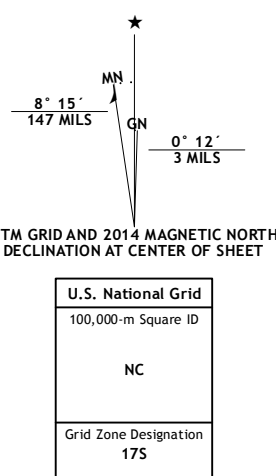 MN
8° 15´
147 MILS
GN
0° 12´
3 MILS
TM GRID AND 2014 MAGNETIC NORTH
DECLINATION AT CENTER OF SHEET
U.S. National Grid
100,000-m Square ID
NC
Grid Zone Designation
17S